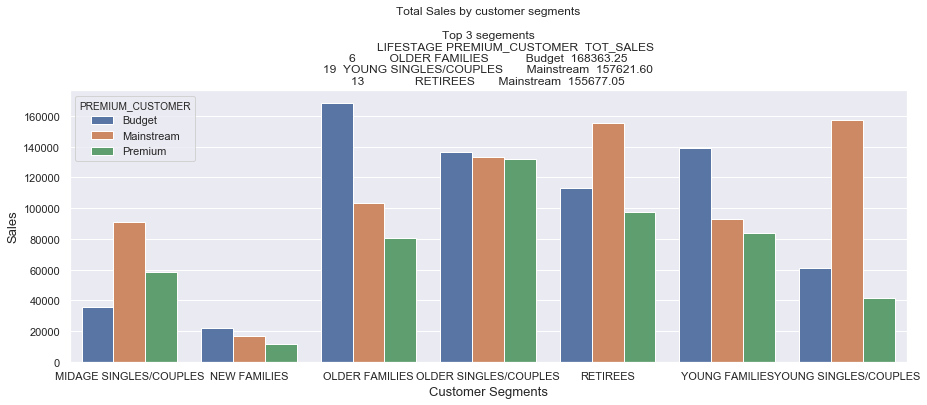 Total Sales by customer segments
Top 3 segements
LIFESTAGE PREMIUM_CUSTOMER TOT_SALES
6 OLDER FAMILIES Budget 168363.25
19 YOUNG SINGLES/COUPLES Mainstream 157621.60
13 RETIREES Mainstream 155677.05
PREMIUM_CUSTOMER
Budget
Mainstream
Premium
160000
140000
120000
100000
80000
60000
40000
20000
0
Sales
MIDAGE SINGLES/COUPLES NEW FAMILIES OLDER FAMILIES OLDER SINGLES/COUPLES RETIREES YOUNG FAMILIES YOUNG SINGLES/COUPLES
Customer Segments